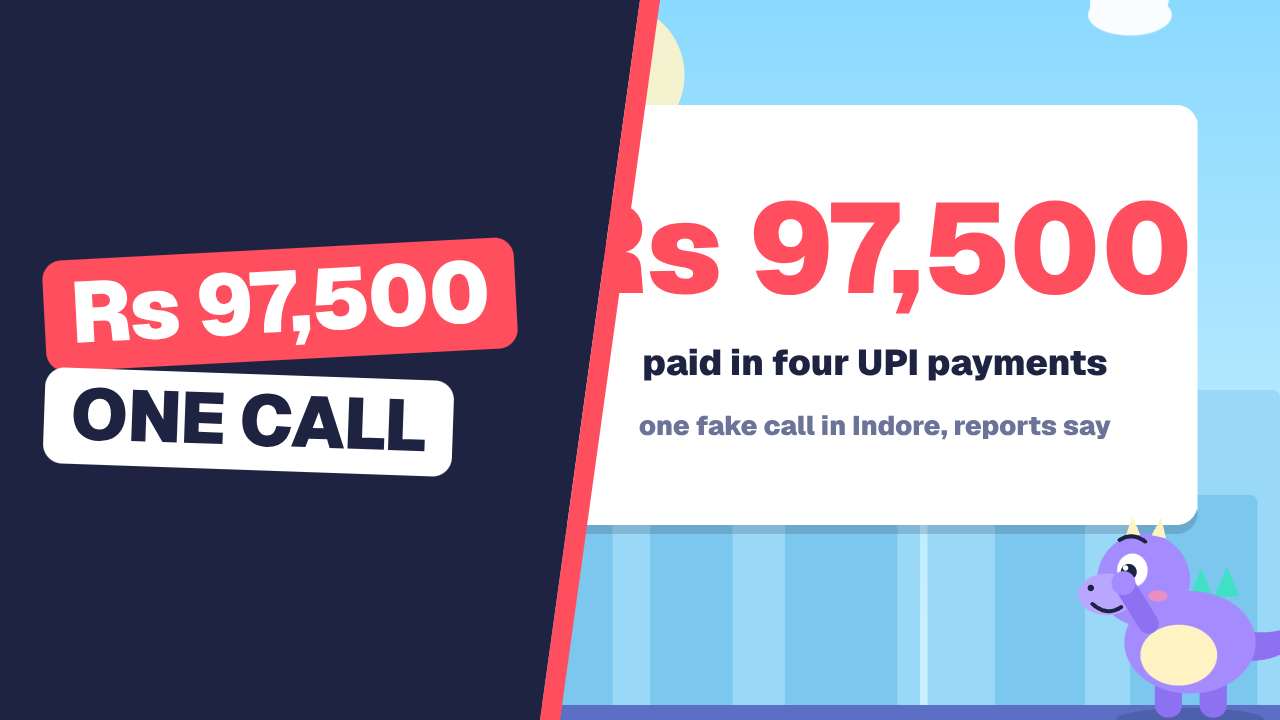 Rs 97,500
ONE CALL
Rs 97,500
paid in four UPI payments
one fake call in Indore, reports say